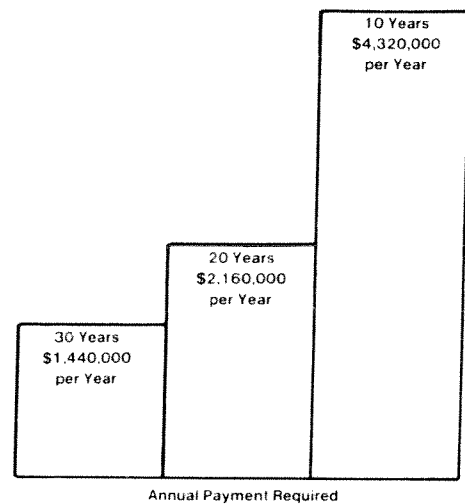 10 Years
$4,320,000
per Year
20 Years
$2,160,000
per Year
30 Years
$1,440,000
per Year
Annual Payment Required